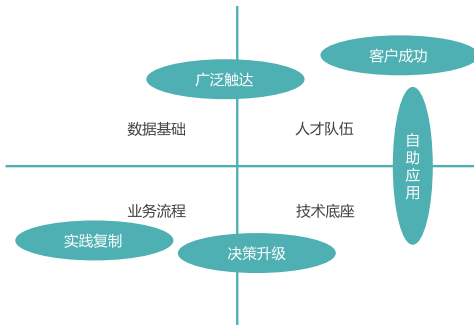 客户成功
广泛触达
数据基础
人才队伍
自助应用
业务流程
技术底座
实践复制
决策升级